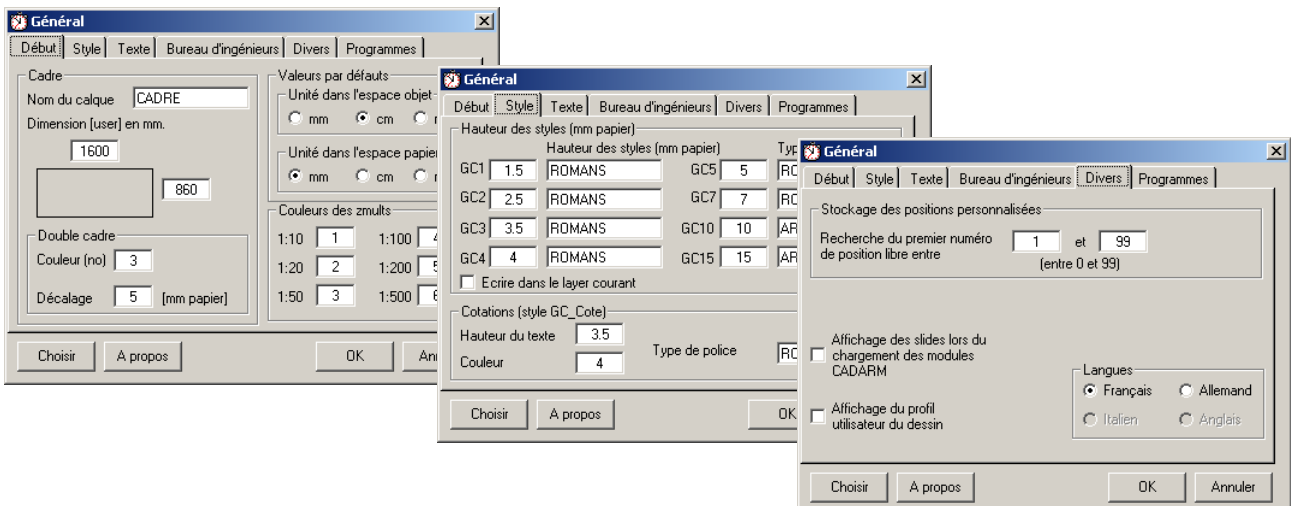 Général
Début Style Texte Bureau d'ingénieurs Divers Programmes
Cadre
Nom du calque CADRE
Dimension [user] en mm.
1600
860
Double cadre
Couleur (no) 3
Décalage 5 [mm papier]
Valeurs par défauts
Unité dans l'espace objet
mm cm
Unité dans l'espace papier
mm cm
Couleurs des zmults
1:10 1 1:100
1:20 2 1:200
1:50 3 1:500
Choisir A propos OK
Général
Début Style Texte Bureau d'ingénieurs Divers Programmes
Hauteur des styles (mm papier)
Hauteur des styles (mm papier)
GC1 1.5 ROMANS GC5 5
GC2 2.5 ROMANS GC7 7
GC3 3.5 ROMANS GC10 10
GC4 4 ROMANS GC15 15
Ecrire dans le layer courant
Cotations (style GC_Cote)
Hauteur du texte 3.5
Couleur 4
Type de police
Choisir A propos OK
Général
Début Style Texte Bureau d'ingénieurs Divers Programmes
Stockage des positions personnalisées
Recherche du premier numéro
de position libre entre
1 et 99
(entre 0 et 99)
Affichage des slides lors du
chargement des modules
CADARM
Affichage du profil
utilisateur du dessin
Langues
Français Allemand
Italien Anglais
Choisir A propos OK Annuler